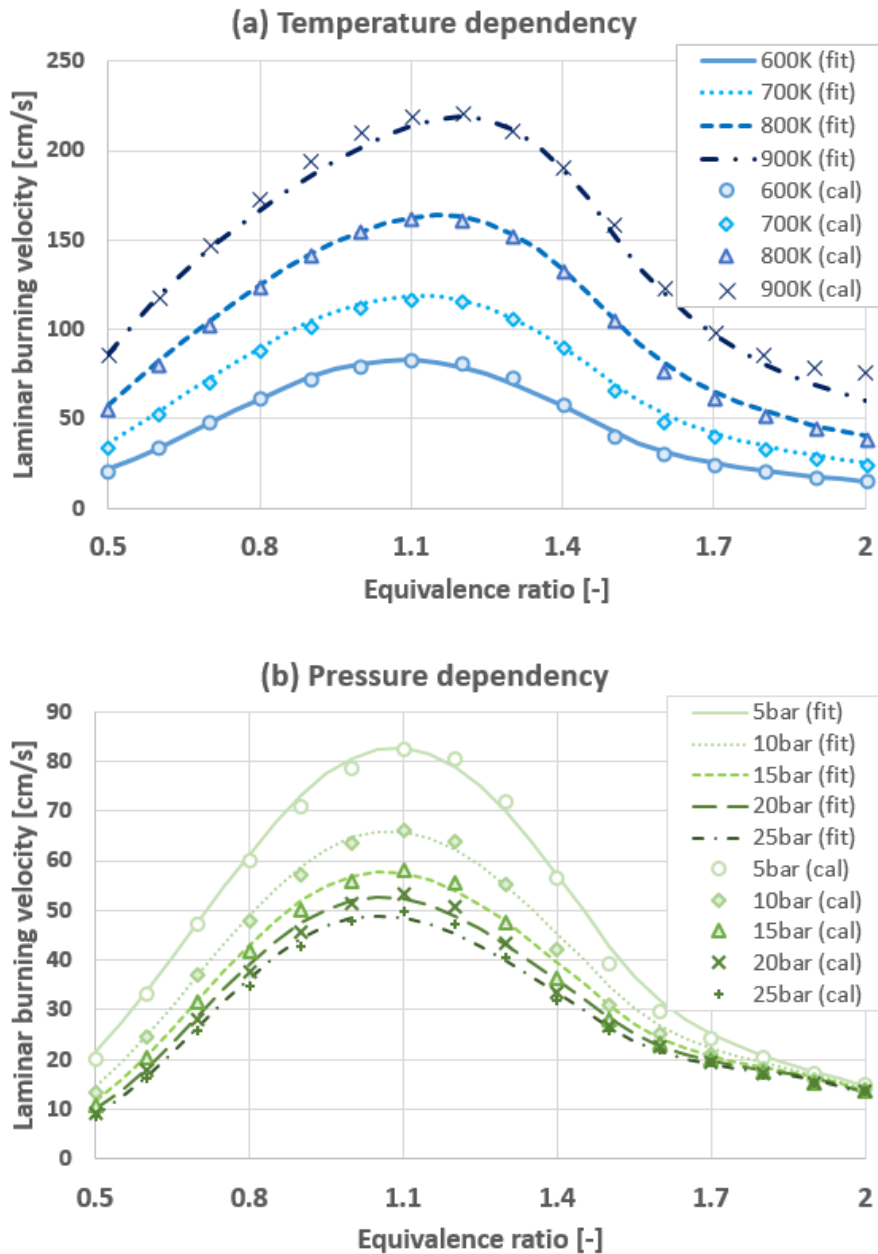 (a) Temperature dependency
Laminar burning velocity [cm/s]
250
200
150
100
50
0
0.5 0.8 1.1 1.4 1.7 2
Equivalence ratio [-]
600K (fit)
700K (fit)
800K (fit)
900K (fit)
600K (cal)
700K (cal)
800K (cal)
900K (cal)
(b) Pressure dependency
Laminar burning velocity [cm/s]
90
80
70
60
50
40
30
20
10
0
0.5 0.8 1.1 1.4 1.7 2
Equivalence ratio [-]
5bar (fit)
10bar (fit)
15bar (fit)
20bar (fit)
25bar (fit)
5bar (cal)
10bar (cal)
15bar (cal)
20bar (cal)
25bar (cal)